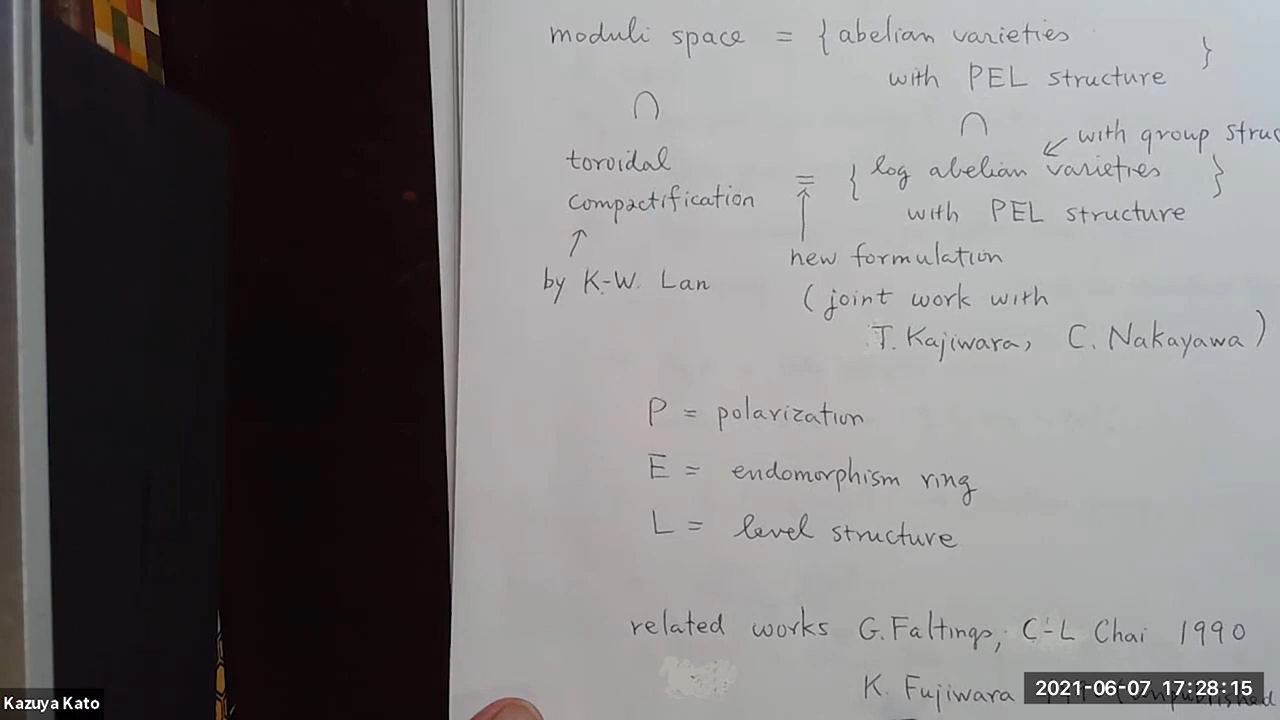 moduli space = { abelian varieties
with PEL structure }
∩ ∩
with group struc
toroidal
compactification = { log abelian varieties
with PEL structure }
by K-W. Lan
new formulation
(joint work with
T. Kajiwara, C. Nakayawa)
P = polarization
E = endomorphism ring
L = level structure
related works G. Faltings, C-L Chai 1990
K. Fujiwara unpublished
2021-06-07 17:28:15
Kazuya Kato